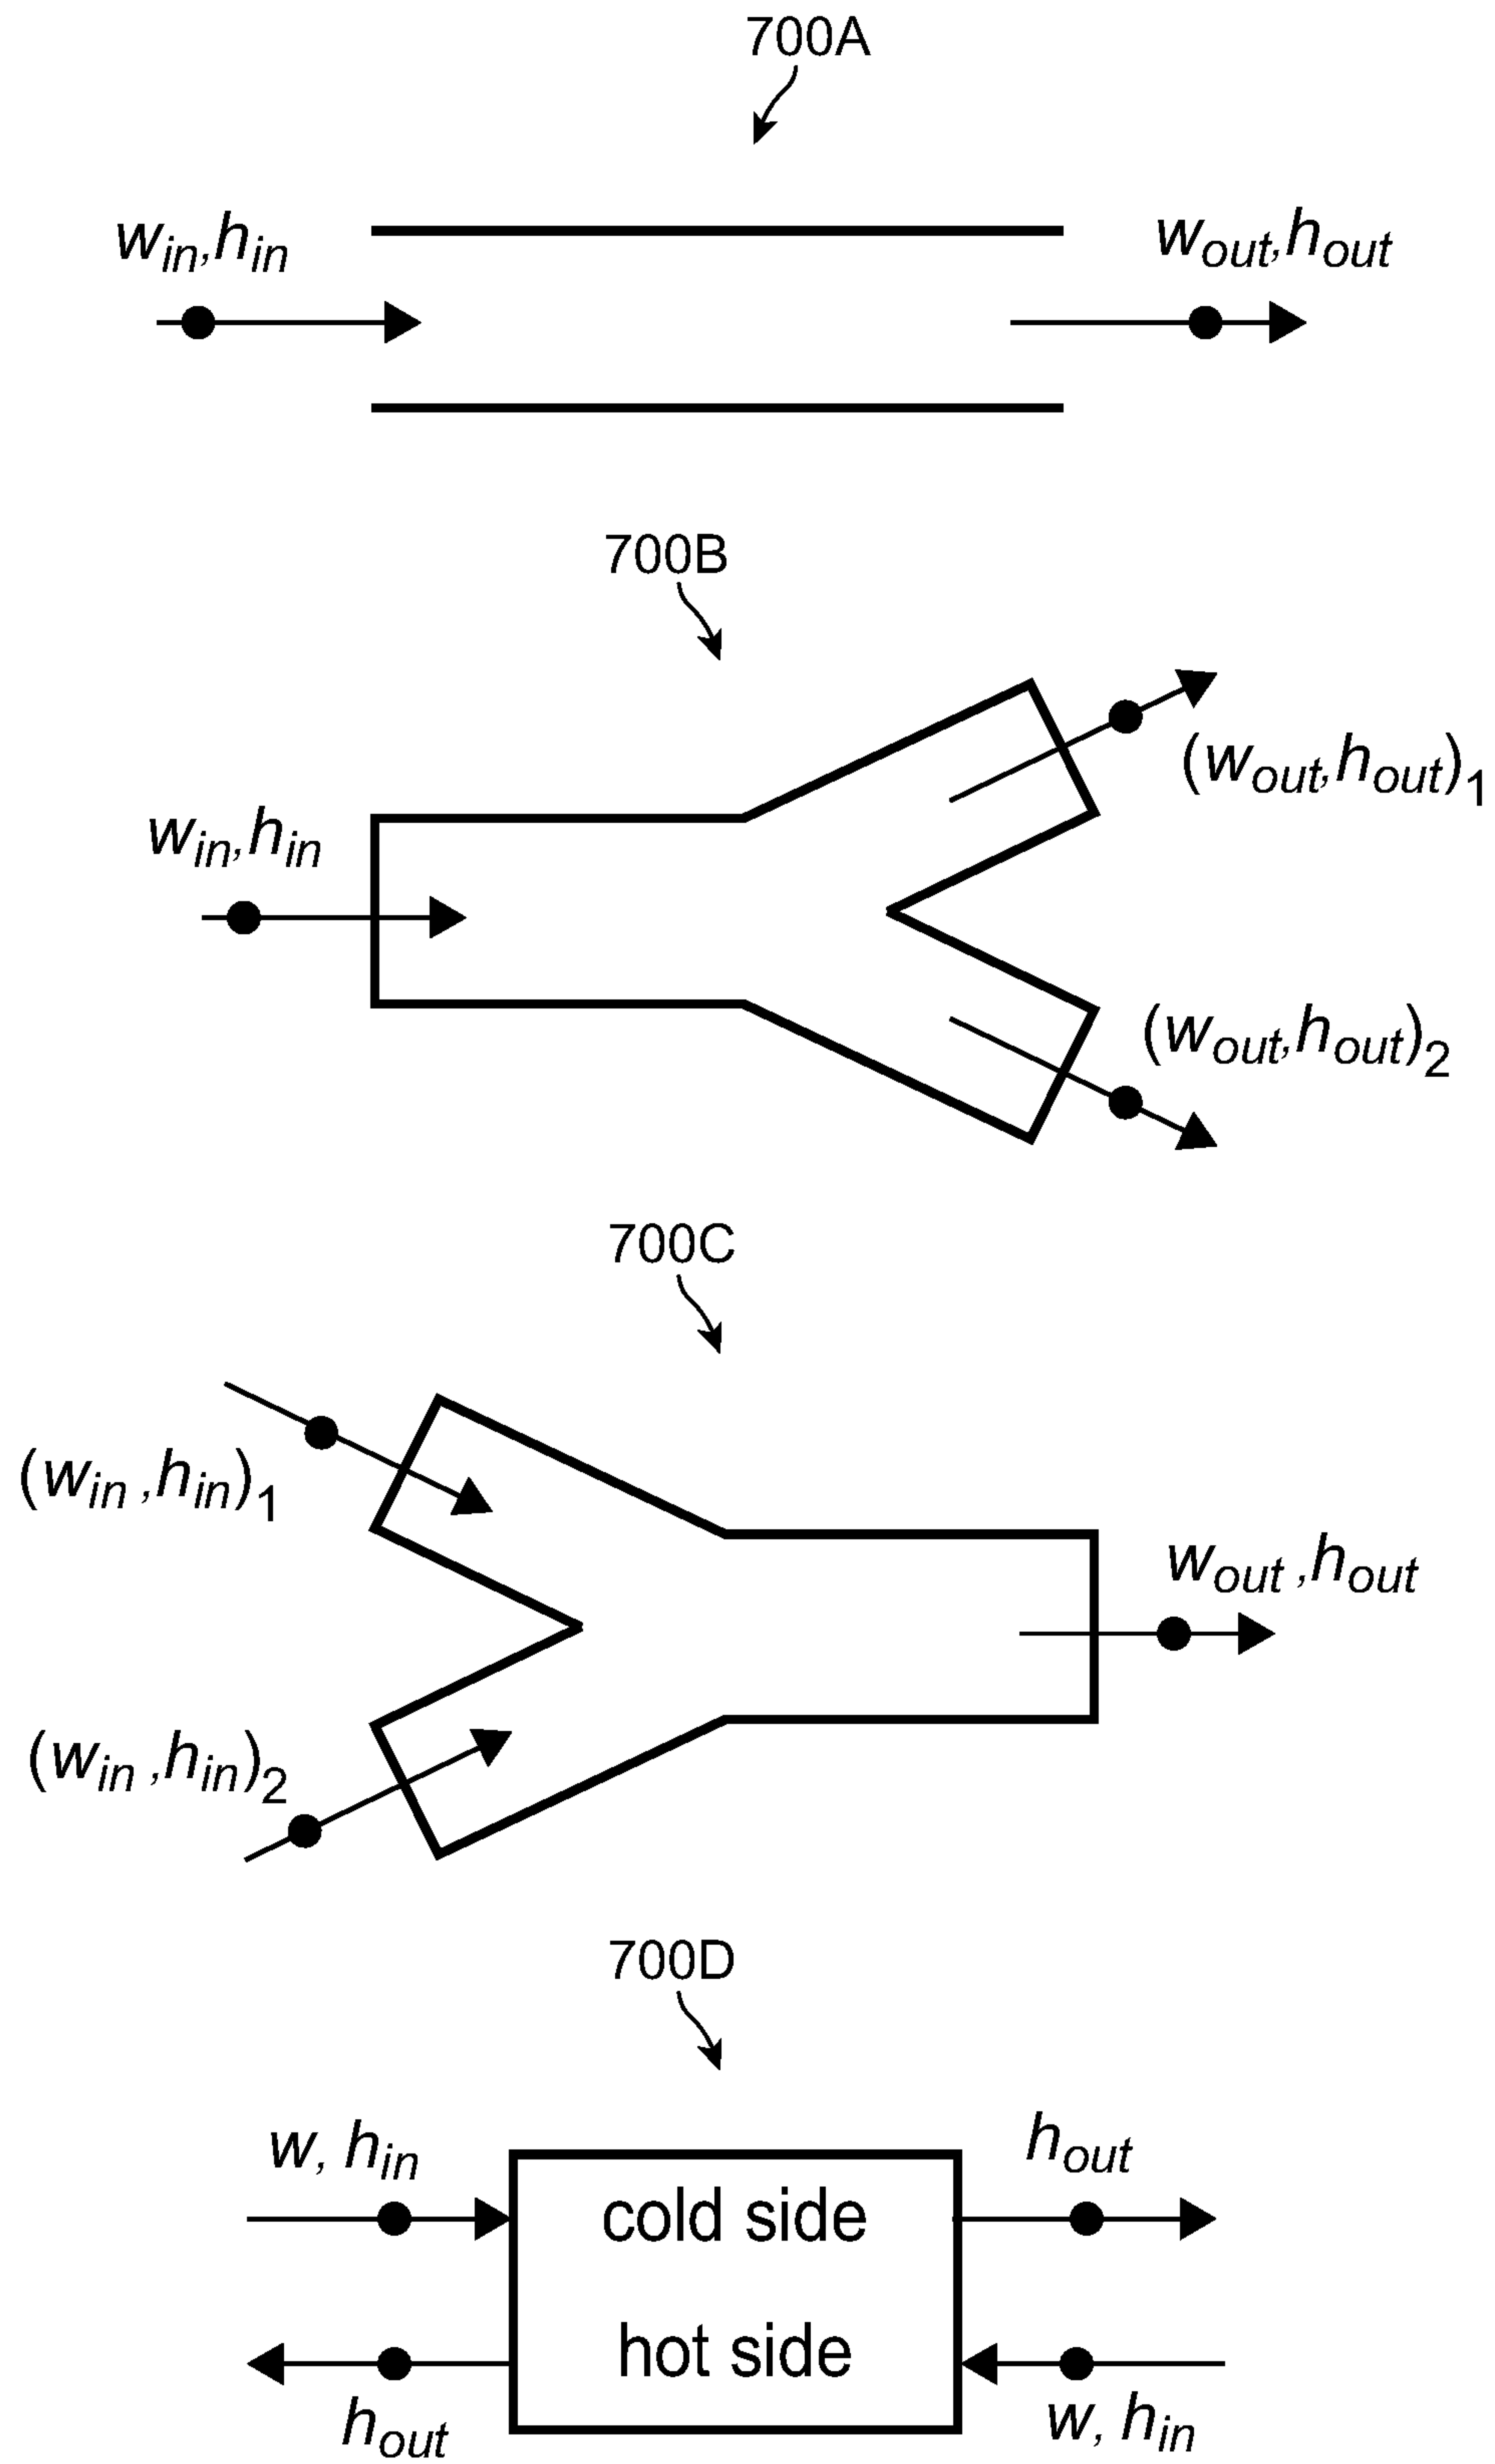 700A
w_in,h_in w_out,h_out
700B
(w_out,h_out)_1
w_in,h_in
(w_out,h_out)_2
700C
(w_in,h_in)_1
w_out,h_out
(w_in,h_in)_2
700D
w, h_in h_out
cold side
hot side
h_out w, h_in